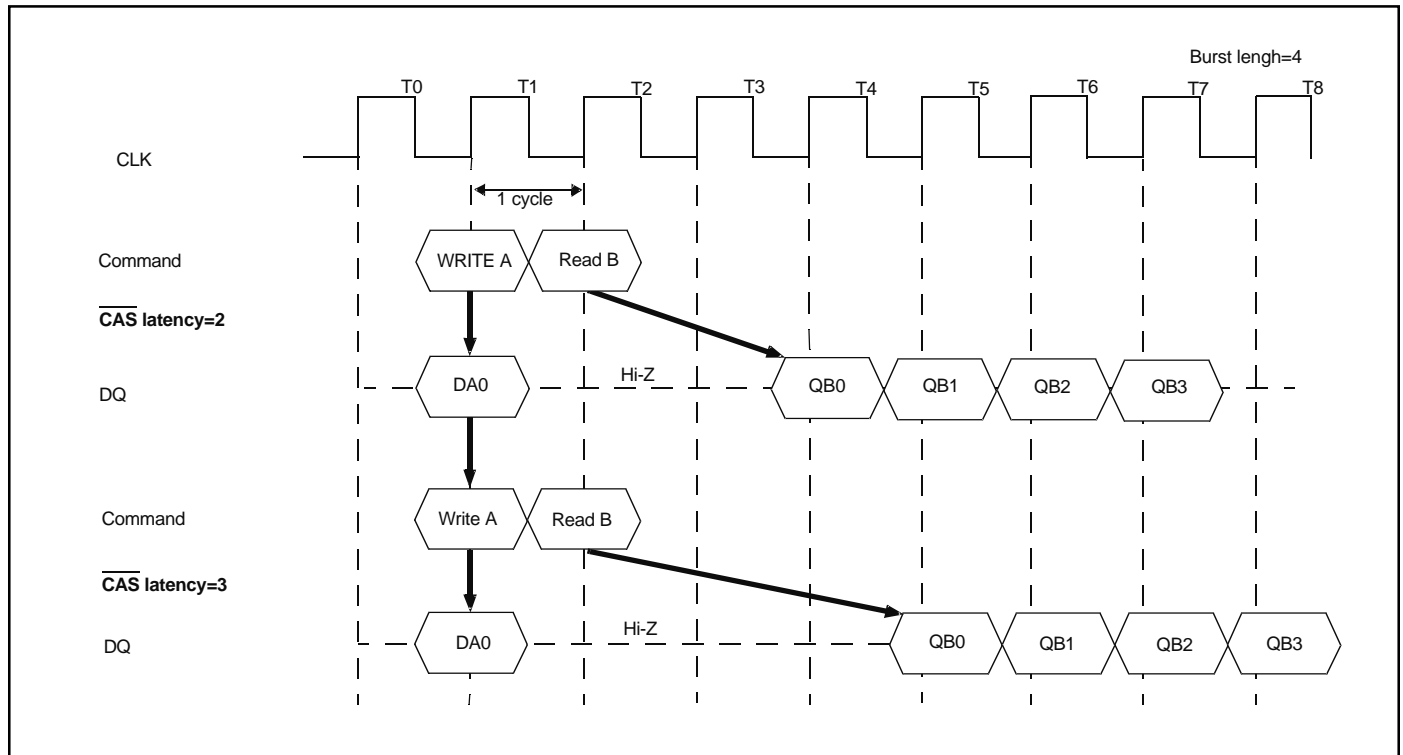 Burst lengh=4
T0 T1 T2 T3 T4 T5 T6 T7 T8
CLK
1 cycle
Command WRITE A Read B
CAS latency=2
DQ DA0 Hi-Z QB0 QB1 QB2 QB3
Command Write A Read B
CAS latency=3
DQ DA0 Hi-Z QB0 QB1 QB2 QB3